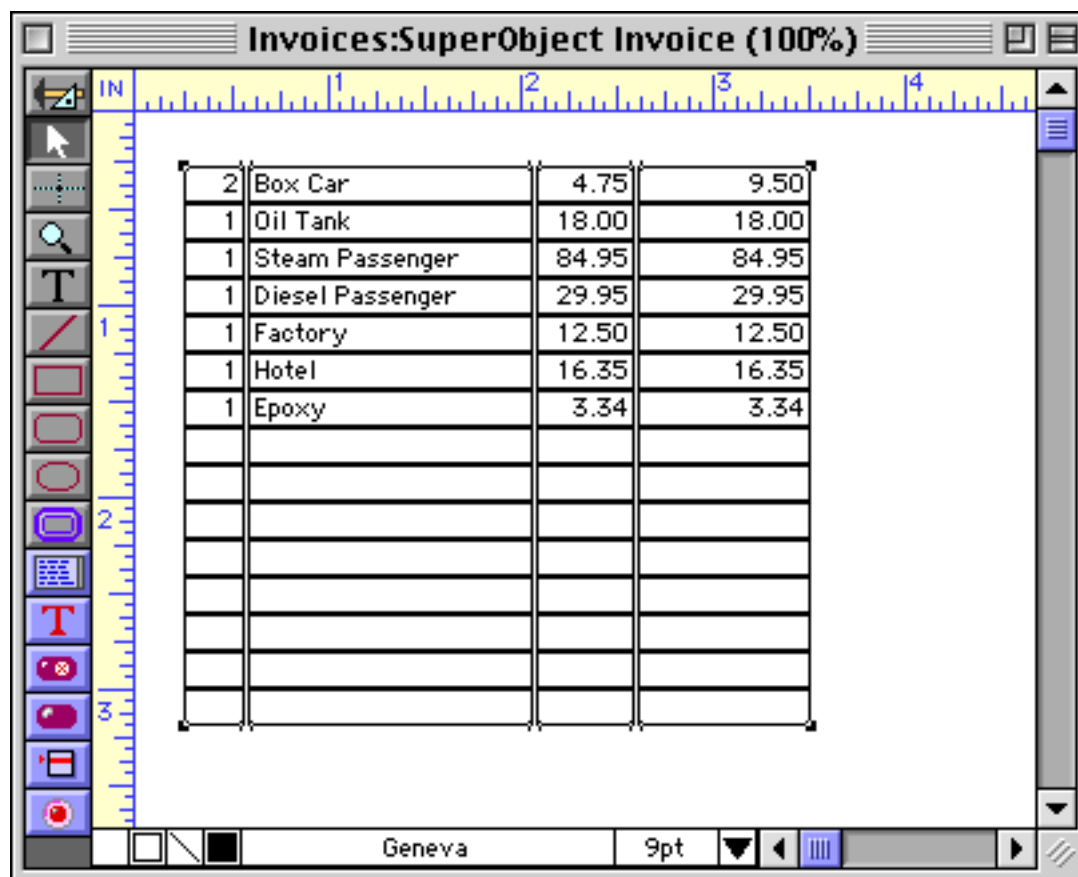 Invoices:SuperObject Invoice (100%)
IN 1 2 3 4
2 Box Car 4.75 9.50
1 Oil Tank 18.00 18.00
1 Steam Passenger 84.95 84.95
1 Diesel Passenger 29.95 29.95
1
1 Factory 12.50 12.50
1 Hotel 16.35 16.35
1 Epoxy 3.34 3.34
2
3
T
T
Geneva 9pt